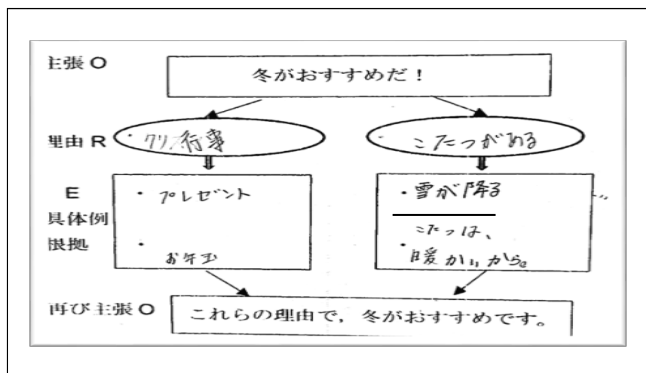 主張O
冬がおすすめだ！
理由R
・クリ/行事
・こたつがある
E
具体例
根拠
・プレゼント
・お年玉
・雪が降る
こたつは、
・暖かいから。
再び主張O
これらの理由で，冬がおすすめです。